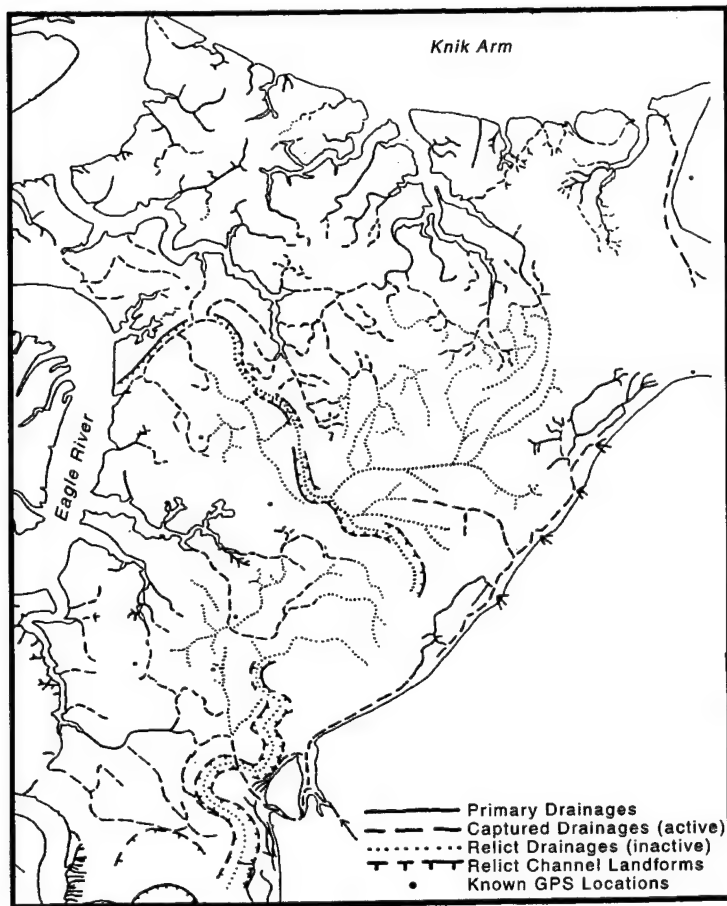 Knik Arm
Eagle River
Primary Drainages
Captured Drainages (active)
Relict Drainages (inactive)
Relict Channel Landforms
Known GPS Locations